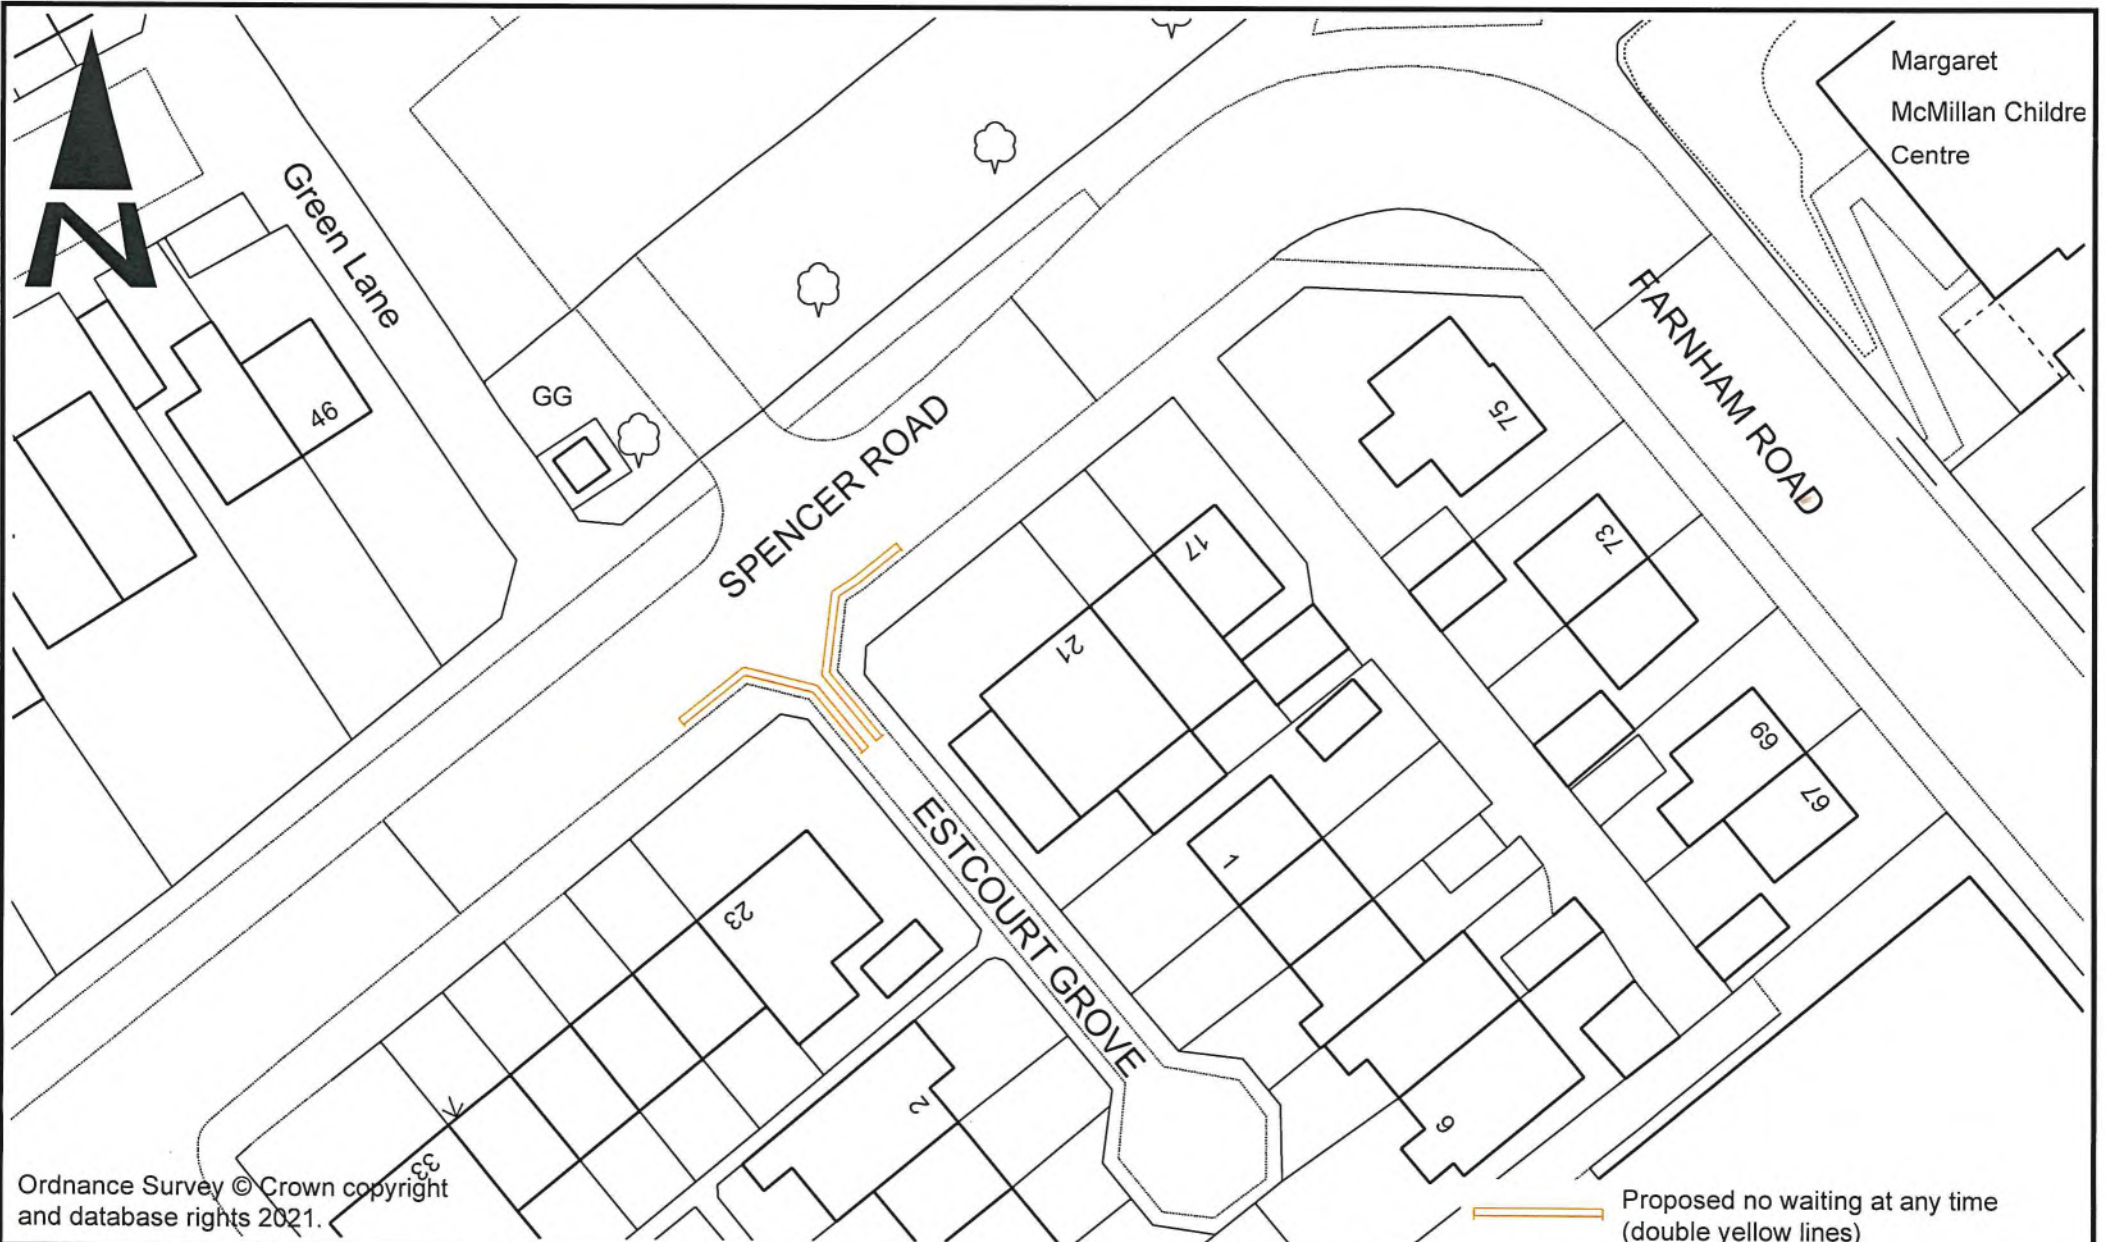 Margaret
McMillan Childre
Centre
N
Green Lane
46
GG
SPENCER ROAD
FARNHAM ROAD
75
73
17
21
69
67
ESTCOURT GROVE
1
23
2
9
33
Ordnance Survey © Crown copyright
and database rights 2021.
Proposed no waiting at any time
(double yellow lines)